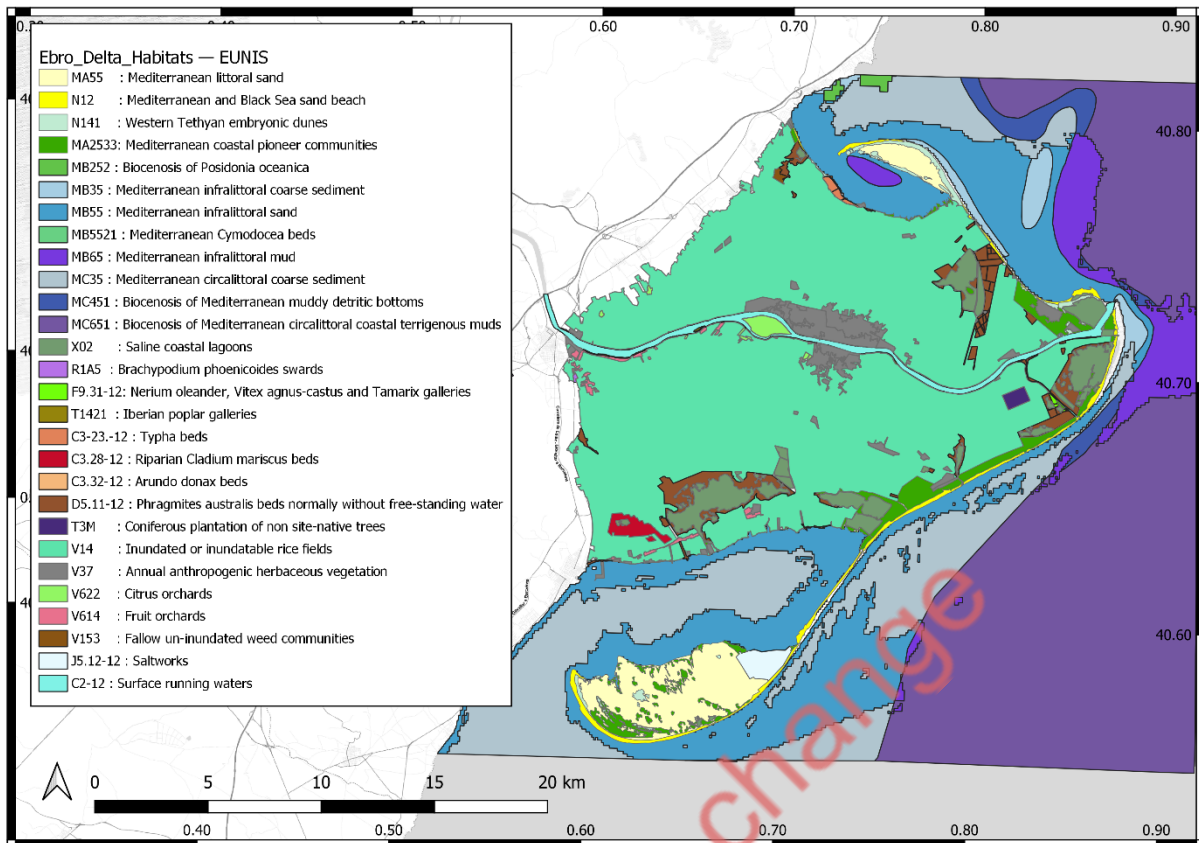 0.50 0.40 0.50 0.60 0.70 0.80 0.90
Ebro_Delta_Habitats — EUNIS
MA55 : Mediterranean littoral sand
N12 : Mediterranean and Black Sea sand beach
N141 : Western Tethyan embryonic dunes
MA2533: Mediterranean coastal pioneer communities
MB252 : Biocenosis of Posidonia oceanica
MB35 : Mediterranean infralittoral coarse sediment
MB55 : Mediterranean infralittoral sand
MB5521 : Mediterranean Cymodocea beds
MB65 : Mediterranean infralittoral mud
MC35 : Mediterranean circalittoral coarse sediment
MC451 : Biocenosis of Mediterranean muddy detritic bottoms
MC651 : Biocenosis of Mediterranean circalittoral coastal terrigenous muds
X02 : Saline coastal lagoons
R1A5 : Brachypodium phoenicoides swards
F9.31-12: Nerium oleander, Vitex agnus-castus and Tamarix galleries
T1421 : Iberian poplar galleries
C3-23.-12 : Typha beds
C3.28-12 : Riparian Cladium mariscus beds
C3.32-12 : Arundo donax beds
D5.11-12 : Phragmites australis beds normally without free-standing water
T3M : Coniferous plantation of non site-native trees
V14 : Inundated or inundatable rice fields
V37 : Annual anthropogenic herbaceous vegetation
V622 : Citrus orchards
V614 : Fruit orchards
V153 : Fallow un-inundated weed communities
J5.12-12 : Saltworks
C2-12 : Surface running waters
40.80
40.70
40.60
change
0 5 10 15 20 km
0.40 0.50 0.60 0.70 0.80 0.90